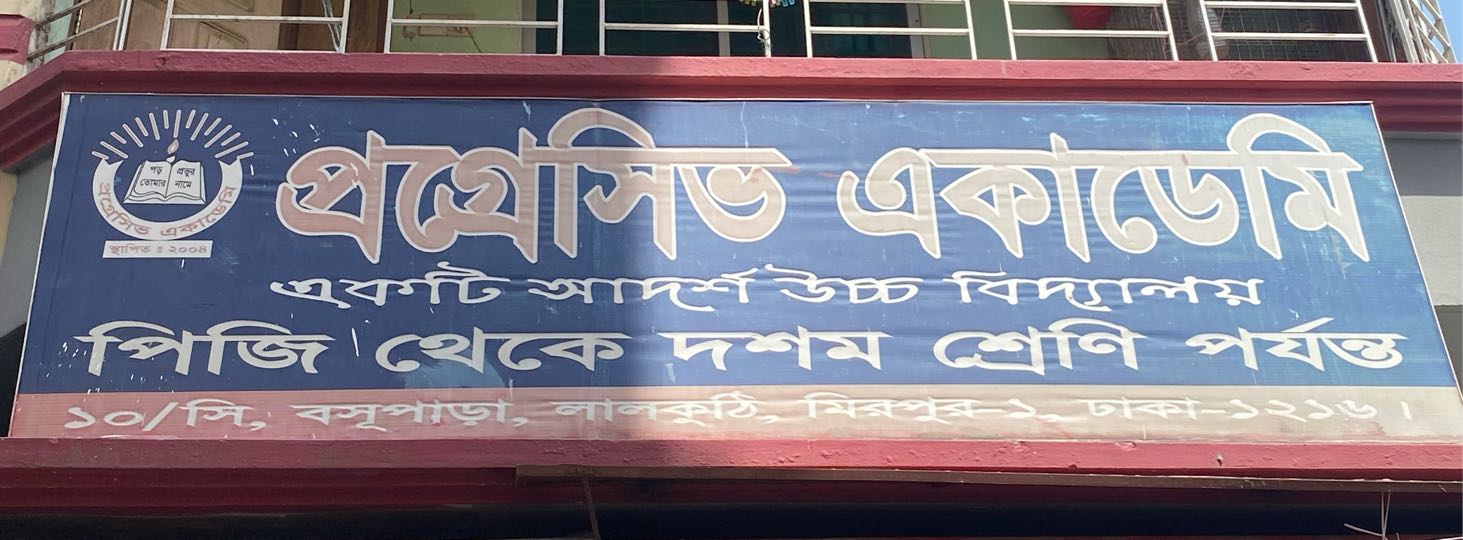 পড় প্রভুর
তোমার নামে
প্রগ্রেসিভ একাডেমি
স্থাপিত ঃ ২০০৪
প্রগ্রেসিভ একাডেমি
একটি আদর্শ উচ্চ বিদ্যালয়
পিজি থেকে দশম শ্রেণি পর্যন্ত
১০/সি, বসূপাড়া, লালকুঠি, মিরপুর-১, ঢাকা-১২১৬।